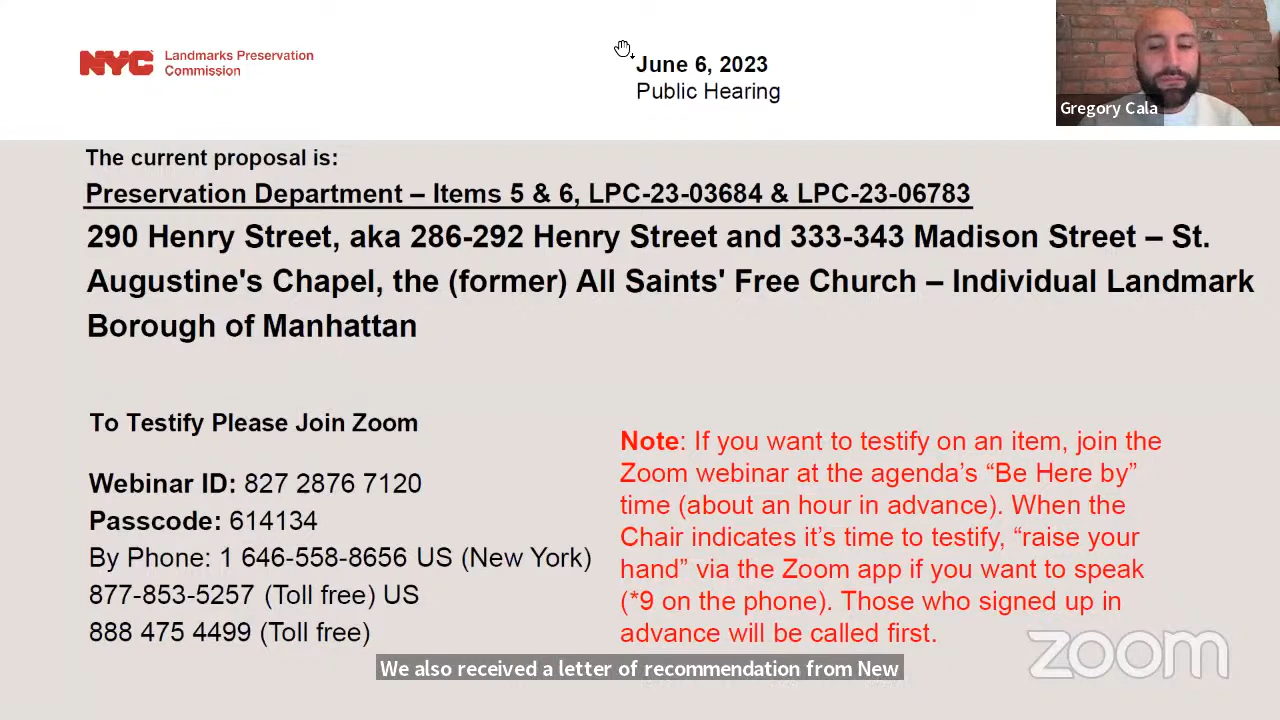 NYC
Landmarks Preservation
Commission
June 6, 2023
Public Hearing
Gregory Cala
The current proposal is:
Preservation Department – Items 5 & 6, LPC-23-03684 & LPC-23-06783
290 Henry Street, aka 286-292 Henry Street and 333-343 Madison Street – St.
Augustine's Chapel, the (former) All Saints' Free Church – Individual Landmark
Borough of Manhattan
To Testify Please Join Zoom
Webinar ID: 827 2876 7120
Passcode: 614134
By Phone: 1 646-558-8656 US (New York)
877-853-5257 (Toll free) US
888 475 4499 (Toll free)
Note: If you want to testify on an item, join the
Zoom webinar at the agenda’s “Be Here by”
time (about an hour in advance). When the
Chair indicates it’s time to testify, “raise your
hand” via the Zoom app if you want to speak
(*9 on the phone). Those who signed up in
advance will be called first.
zoom
We also received a letter of recommendation from New